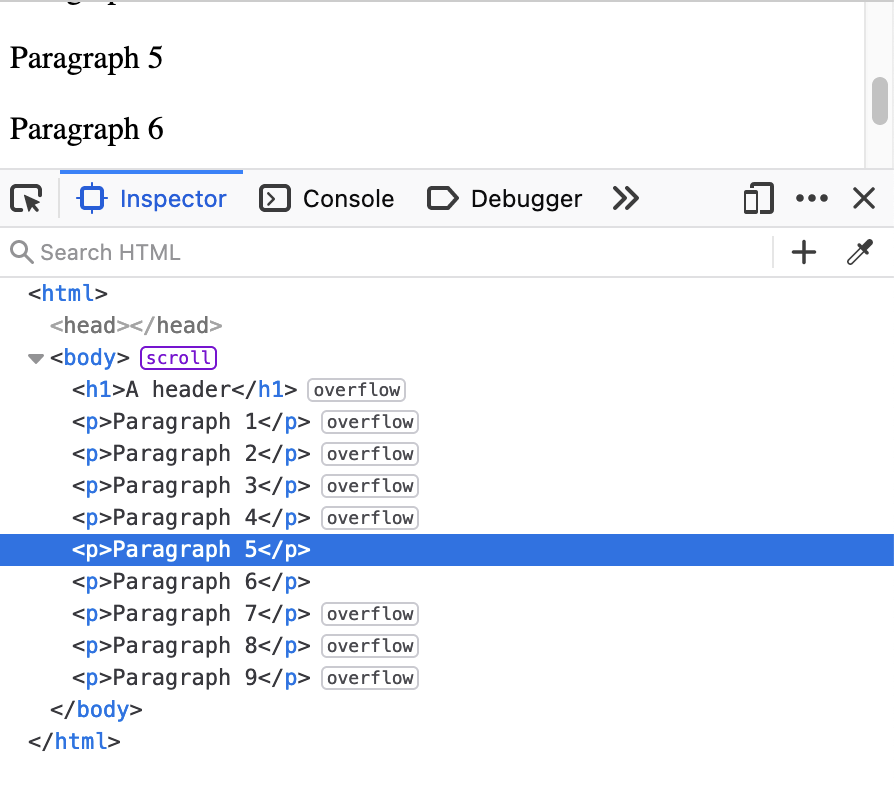 Paragraph 5
Paragraph 6
Inspector Console Debugger
Search HTML
<html>
<head></head>
<body> scroll
<h1>A header</h1> overflow
<p>Paragraph 1</p> overflow
<p>Paragraph 2</p> overflow
<p>Paragraph 3</p> overflow
<p>Paragraph 4</p> overflow
<p>Paragraph 5</p>
<p>Paragraph 6</p>
<p>Paragraph 7</p> overflow
<p>Paragraph 8</p> overflow
<p>Paragraph 9</p> overflow
</body>
</html>